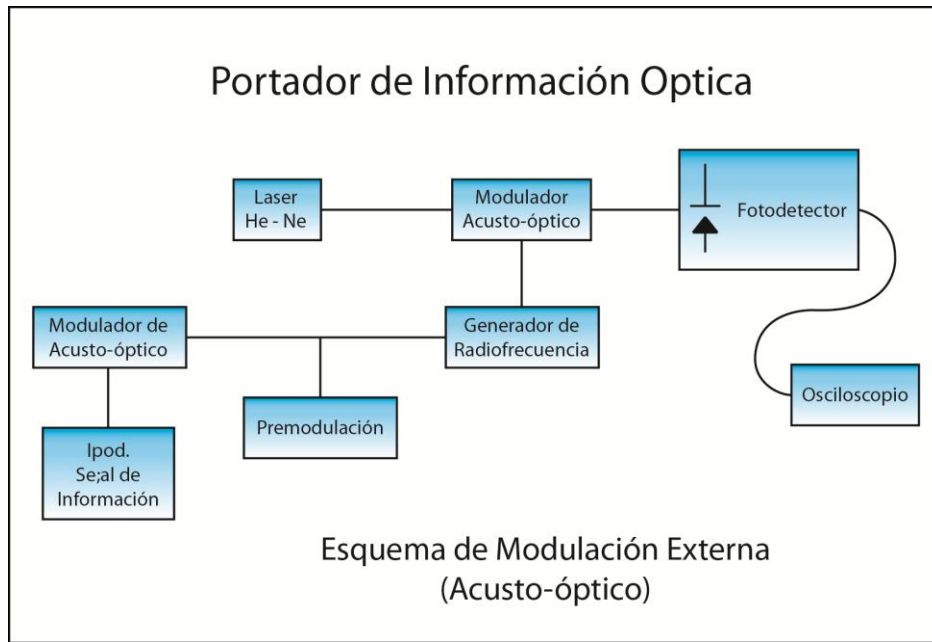 Portador de Información Optica
Laser
He - Ne
Modulador
Acusto-óptico
Fotodetector
Modulador de
Acusto-óptico
Generador de
Radiofrecuencia
Osciloscopio
Premodulación
Ipod.
Se;al de
Información
Esquema de Modulación Externa
(Acusto-óptico)